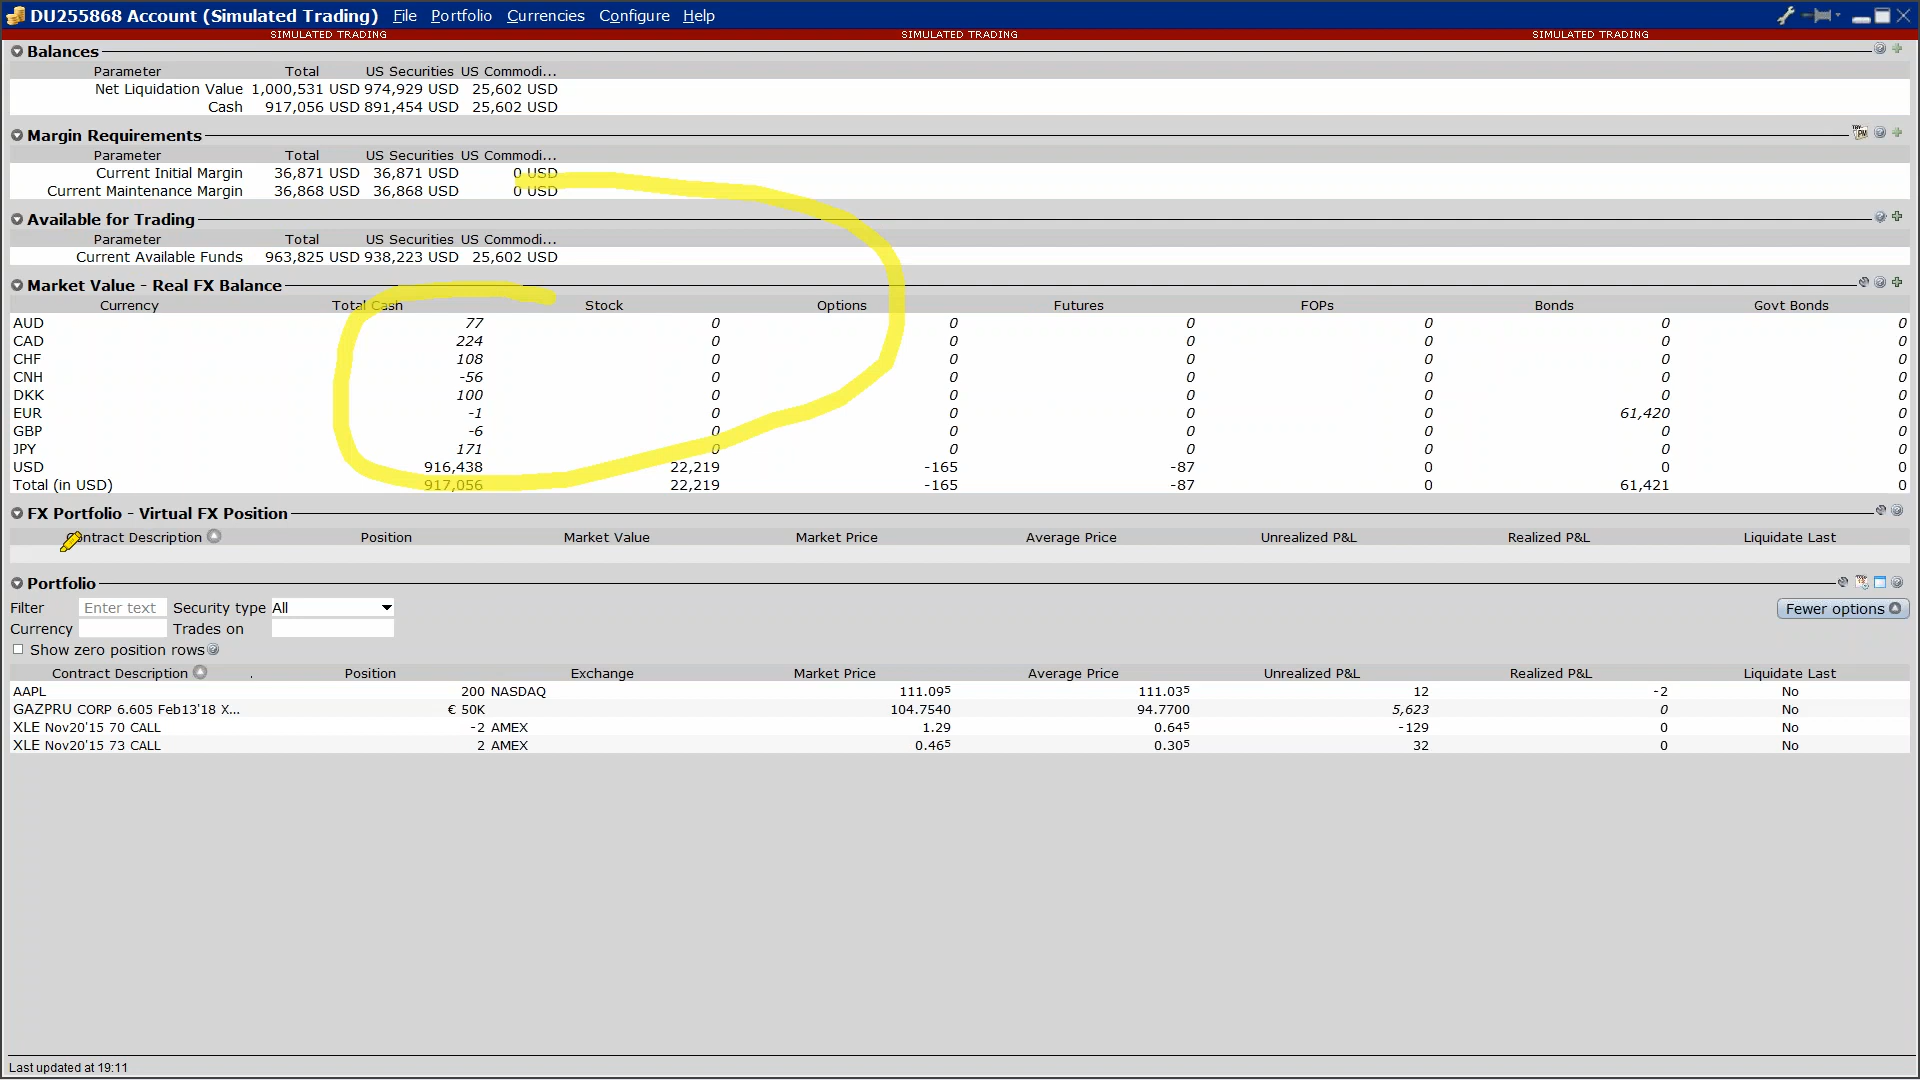 DU255868 Account (Simulated Trading) File Portfolio Currencies Configure Help
SIMULATED TRADING SIMULATED TRADING SIMULATED TRADING
Balances
Parameter Total US Securities US Commodi...
Net Liquidation Value 1,000,531 USD 974,929 USD 25,602 USD
Cash 917,056 USD 891,454 USD 25,602 USD
Margin Requirements
Parameter Total US Securities US Commodi...
Current Initial Margin 36,871 USD 36,871 USD 0 USD
Current Maintenance Margin 36,868 USD 36,868 USD 0 USD
Available for Trading
Parameter Total US Securities US Commodi...
Current Available Funds 963,825 USD 938,223 USD 25,602 USD
Market Value - Real FX Balance
Currency Total Cash Stock Options Futures FOPs Bonds Govt Bonds
AUD 77 0 0 0 0 0 0
CAD 224 0 0 0 0 0 0
CHF 108 0 0 0 0 0 0
CNH -56 0 0 0 0 0 0
DKK 100 0 0 0 0 0 0
EUR -1 0 0 0 0 61,420 0
GBP -6 0 0 0 0 0 0
JPY 171 0 0 0 0 0 0
USD 916,438 22,219 -165 -87 0 0 0
Total (in USD) 917,056 22,219 -165 -87 0 61,421 0
FX Portfolio - Virtual FX Position
ntract Description Position Market Value Market Price Average Price Unrealized P&L Realized P&L Liquidate Last
Portfolio
Filter Enter text Security type All Fewer options
Currency Trades on
Show zero position rows
Contract Description Position Exchange Market Price Average Price Unrealized P&L Realized P&L Liquidate Last
AAPL 200 NASDAQ 111.09⁵ 111.03⁵ 12 -2 No
GAZPRU CORP 6.605 Feb13'18 X... € 50K 104.7540 94.7700 5,623 0 No
XLE Nov20'15 70 CALL -2 AMEX 1.29 0.64⁵ -129 0 No
XLE Nov20'15 73 CALL 2 AMEX 0.46⁵ 0.30⁵ 32 0 No
Last updated at 19:11